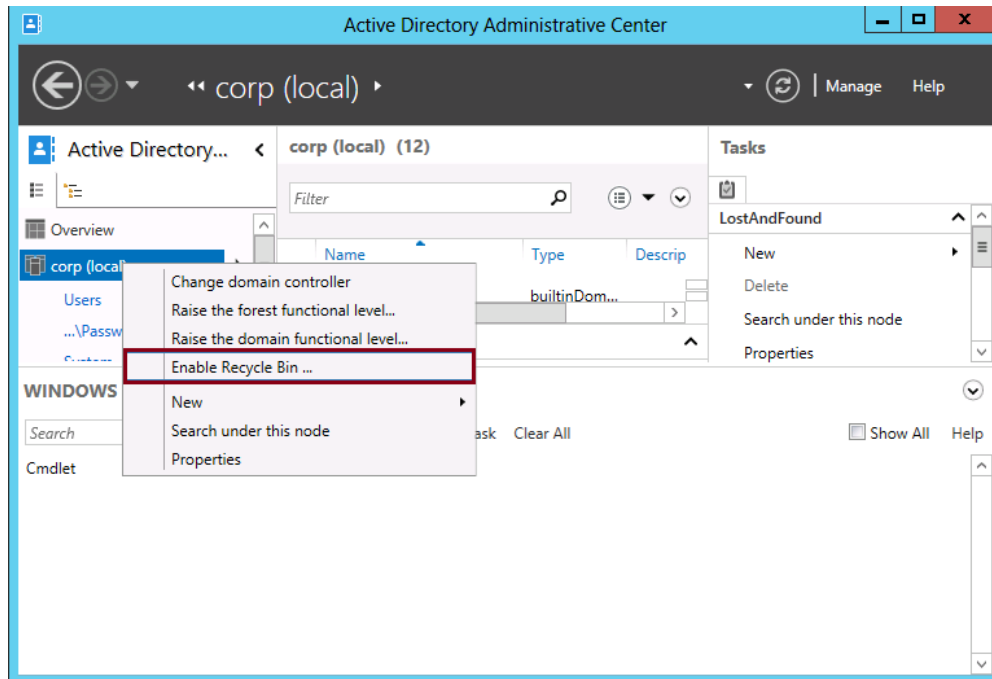 Active Directory Administrative Center
corp (local)
Manage
Help
Active Directory...
Overview
corp (local)
Users
...\Passw
corp (local) (12)
Filter
Name
Type
Descrip
builtinDom...
Tasks
LostAndFound
New
Delete
Search under this node
Properties
Change domain controller
Raise the forest functional level...
Raise the domain functional level...
Enable Recycle Bin ...
New
Search under this node
Properties
WINDOWS
Search
ask
Clear All
Show All
Help
Cmdlet